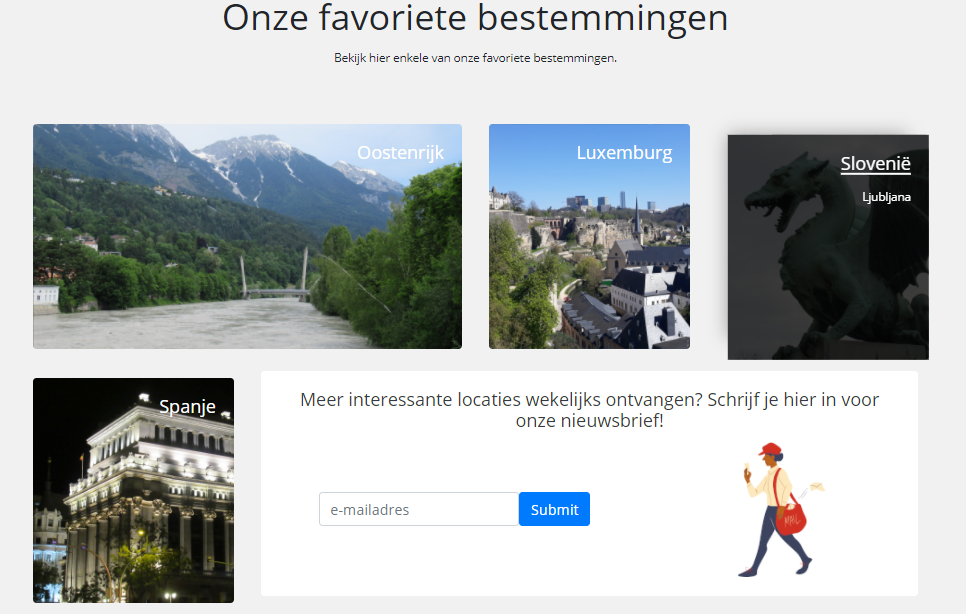 Onze favoriete bestemmingen
Bekijk hier enkele van onze favoriete bestemmingen.
Oostenrijk
Luxemburg
Slovenië
Ljubljana
Spanje
Meer interessante locaties wekelijks ontvangen? Schrijf je hier in voor
onze nieuwsbrief!
e-mailadres
Submit
MAIL